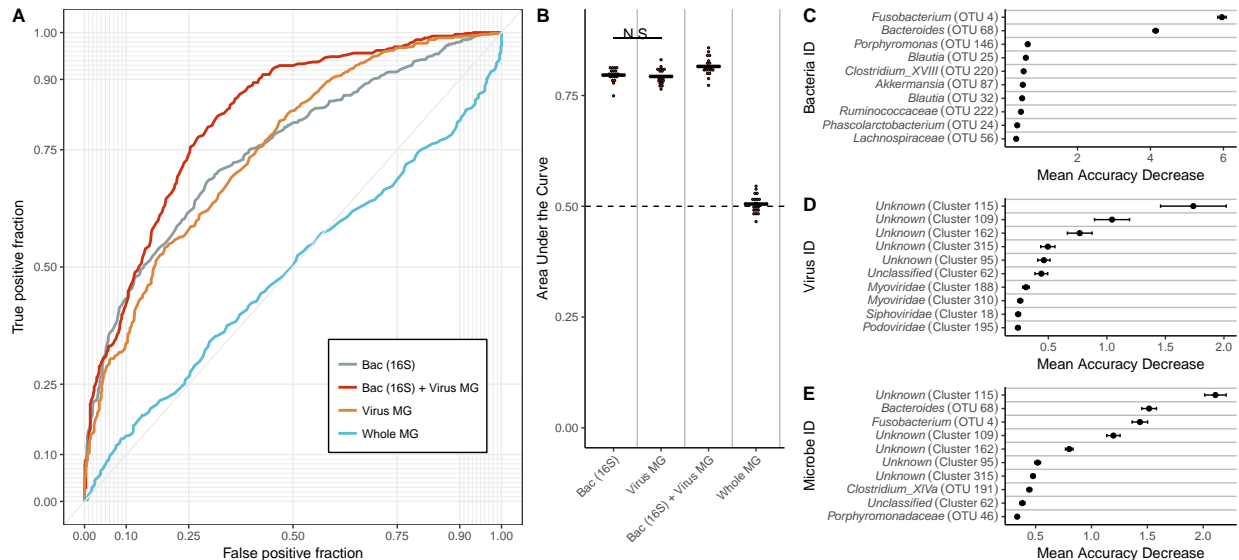 A
1.00
0.90
0.75
0.50
0.25
0.10
0.00
True positive fraction
0.00
0.10
0.25
0.50
0.75
0.90
1.00
False positive fraction
Bac (16S)
Bac (16S) + Virus MG
Virus MG
Whole MG
B
N.S.
0.75
0.50
0.25
0.00
Area Under the Curve
Bac (16S)
Virus MG
Bac (16S) + Virus MG
Whole MG
C
Bacteria ID
Fusobacterium (OTU 4)
Bacteroides (OTU 68)
Porphyromonas (OTU 146)
Blautia (OTU 25)
Clostridium_XVIII (OTU 220)
Akkermansia (OTU 87)
Blautia (OTU 32)
Ruminococcaceae (OTU 222)
Phascolarctobacterium (OTU 24)
Lachnospiraceae (OTU 56)
2
4
6
Mean Accuracy Decrease
D
Virus ID
Unknown (Cluster 115)
Unknown (Cluster 109)
Unknown (Cluster 162)
Unknown (Cluster 315)
Unknown (Cluster 95)
Unclassified (Cluster 62)
Myoviridae (Cluster 188)
Myoviridae (Cluster 310)
Siphoviridae (Cluster 18)
Podoviridae (Cluster 195)
0.5
1.0
1.5
2.0
Mean Accuracy Decrease
E
Microbe ID
Unknown (Cluster 115)
Bacteroides (OTU 68)
Fusobacterium (OTU 4)
Unknown (Cluster 109)
Unknown (Cluster 162)
Unknown (Cluster 95)
Unknown (Cluster 315)
Clostridium_XIVa (OTU 191)
Unclassified (Cluster 62)
Porphyromonadaceae (OTU 46)
0.5
1.0
1.5
2.0
Mean Accuracy Decrease